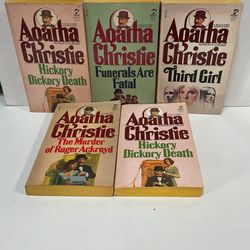 Agatha
Christie
Hickory
Dickory Death
Agatha
Christie
Funerals Are
Fatal
Agatha
Christie
Third Girl
Agatha
Christie
The Murder
of Roger Ackroyd
Agatha
Christie
Hickory
Dickory Death